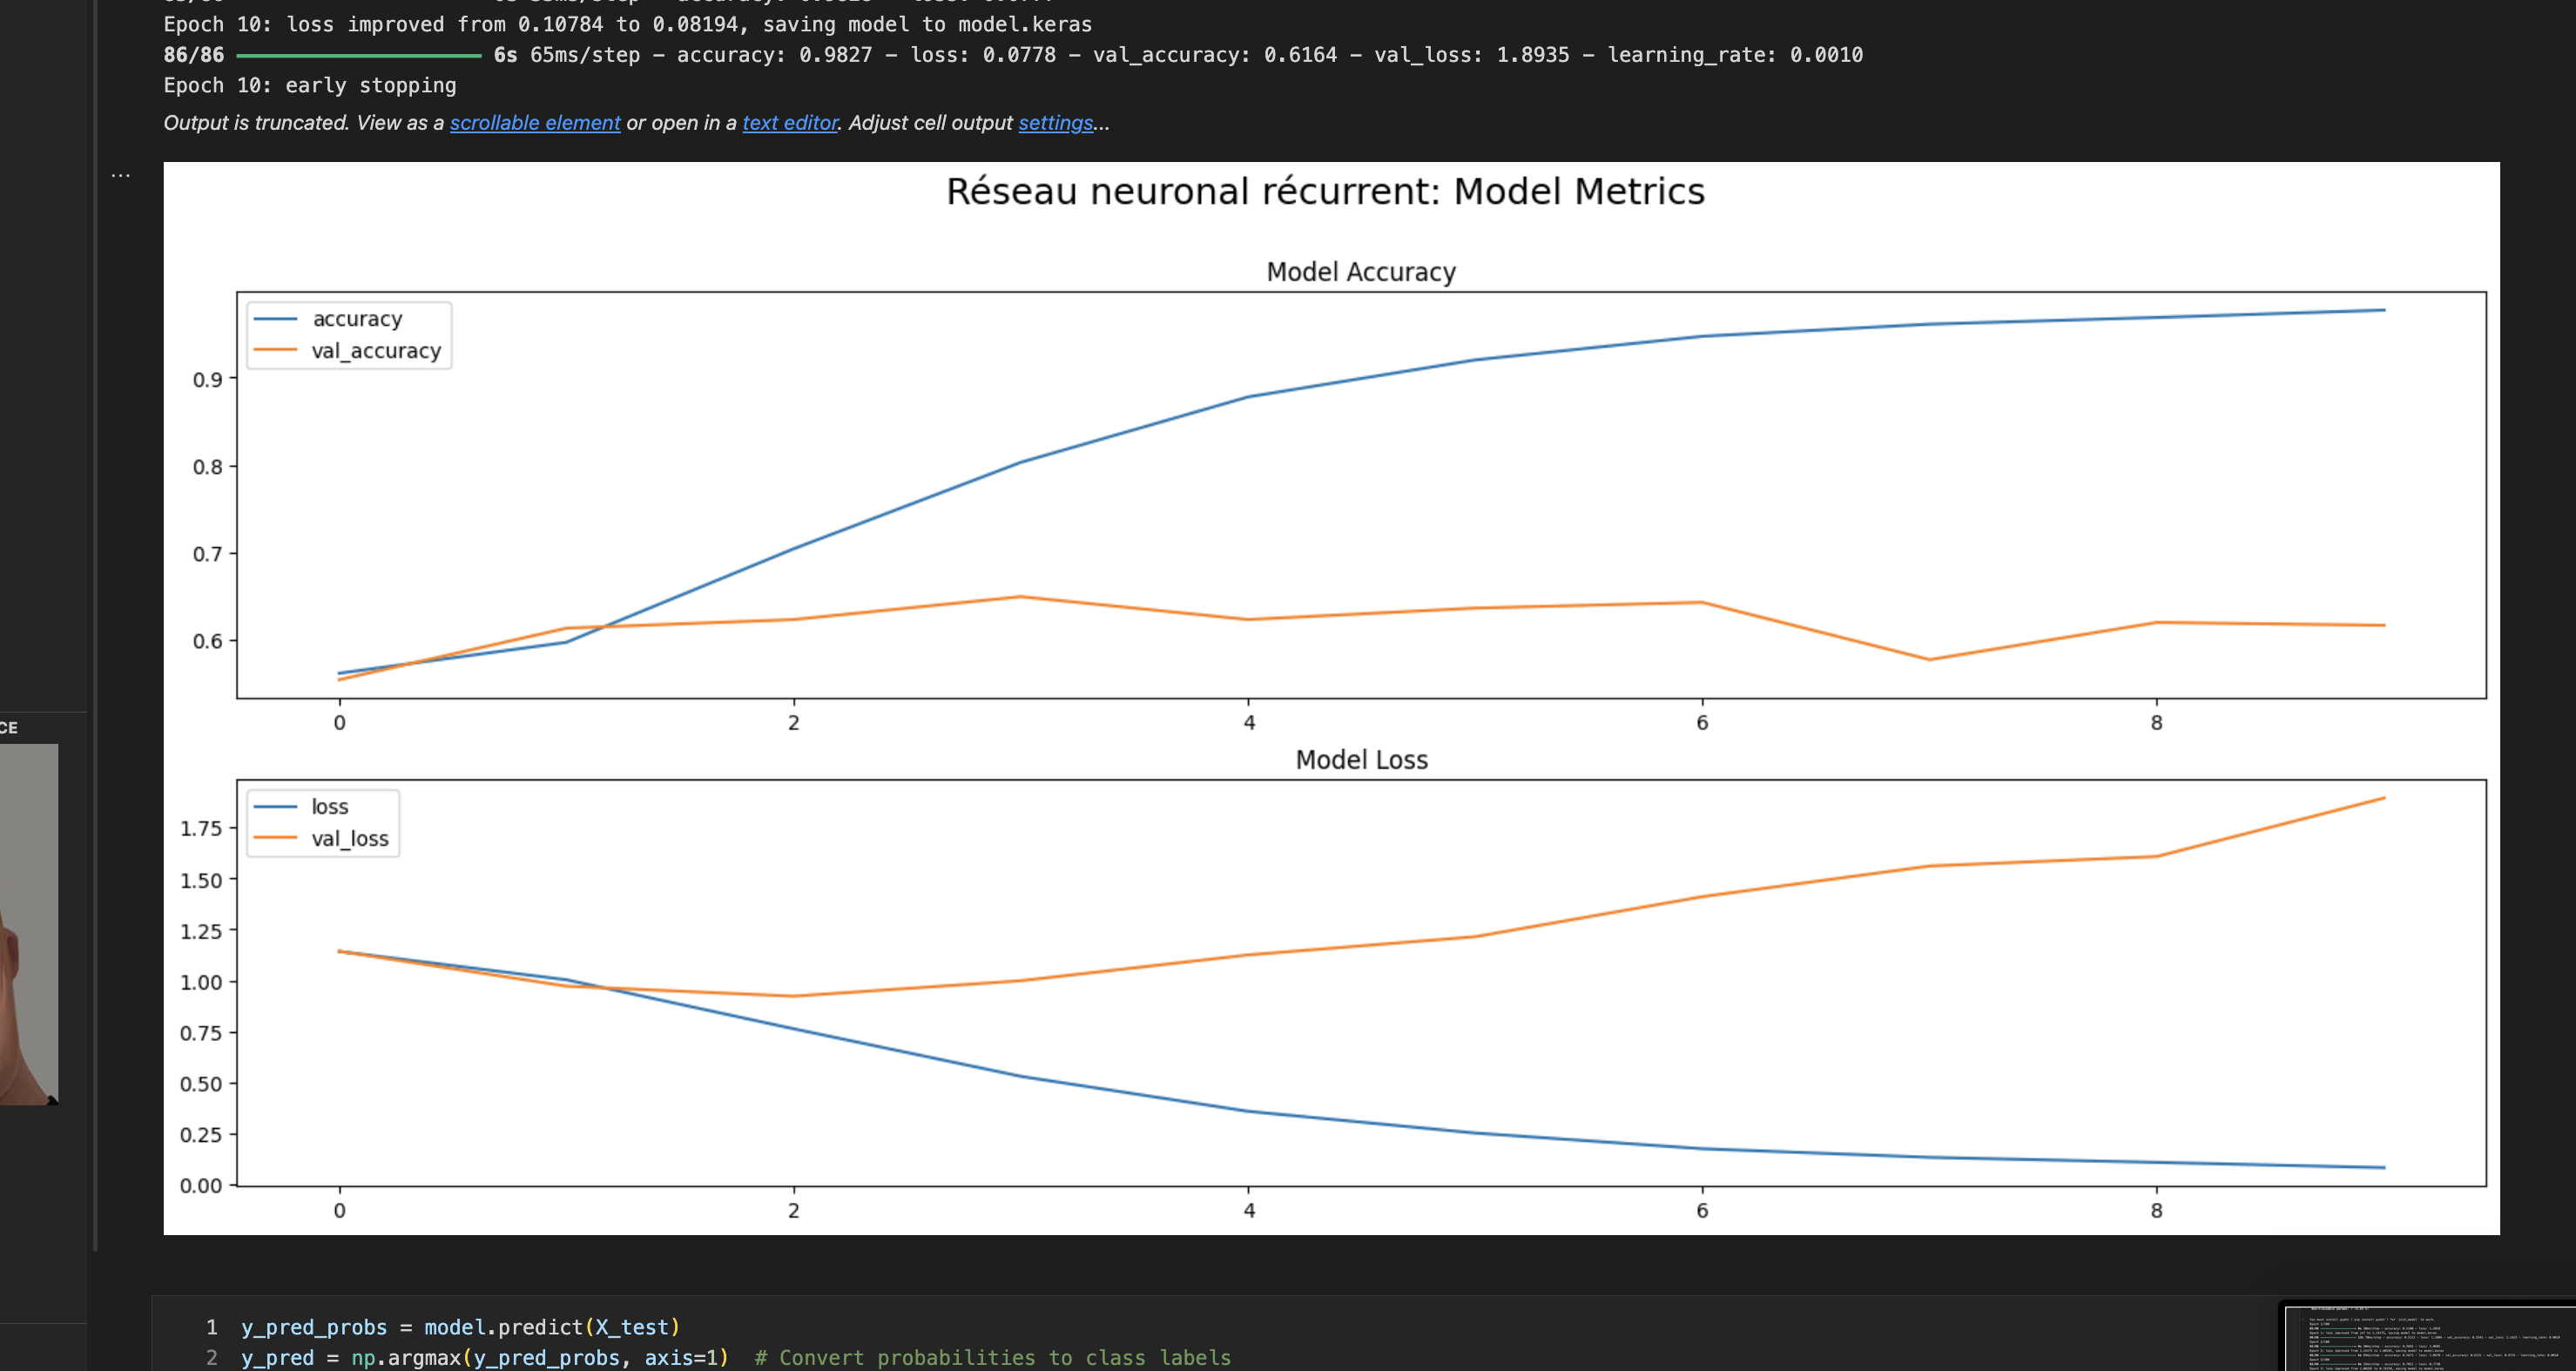 Epoch 10: loss improved from 0.10784 to 0.08194, saving model to model.keras
86/86 6s 65ms/step - accuracy: 0.9827 - loss: 0.0778 - val_accuracy: 0.6164 - val_loss: 1.8935 - learning_rate: 0.0010
Epoch 10: early stopping
Output is truncated. View as a scrollable element or open in a text editor. Adjust cell output settings...
...
Réseau neuronal récurrent: Model Metrics
Model Accuracy
accuracy
val_accuracy
0.9
0.8
0.7
0.6
0 2 4 6 8
Model Loss
loss
val_loss
1.75
1.50
1.25
1.00
0.75
0.50
0.25
0.00
0 2 4 6 8
CE
1 y_pred_probs = model.predict(X_test)
2 y_pred = np.argmax(y_pred_probs, axis=1) # Convert probabilities to class labels